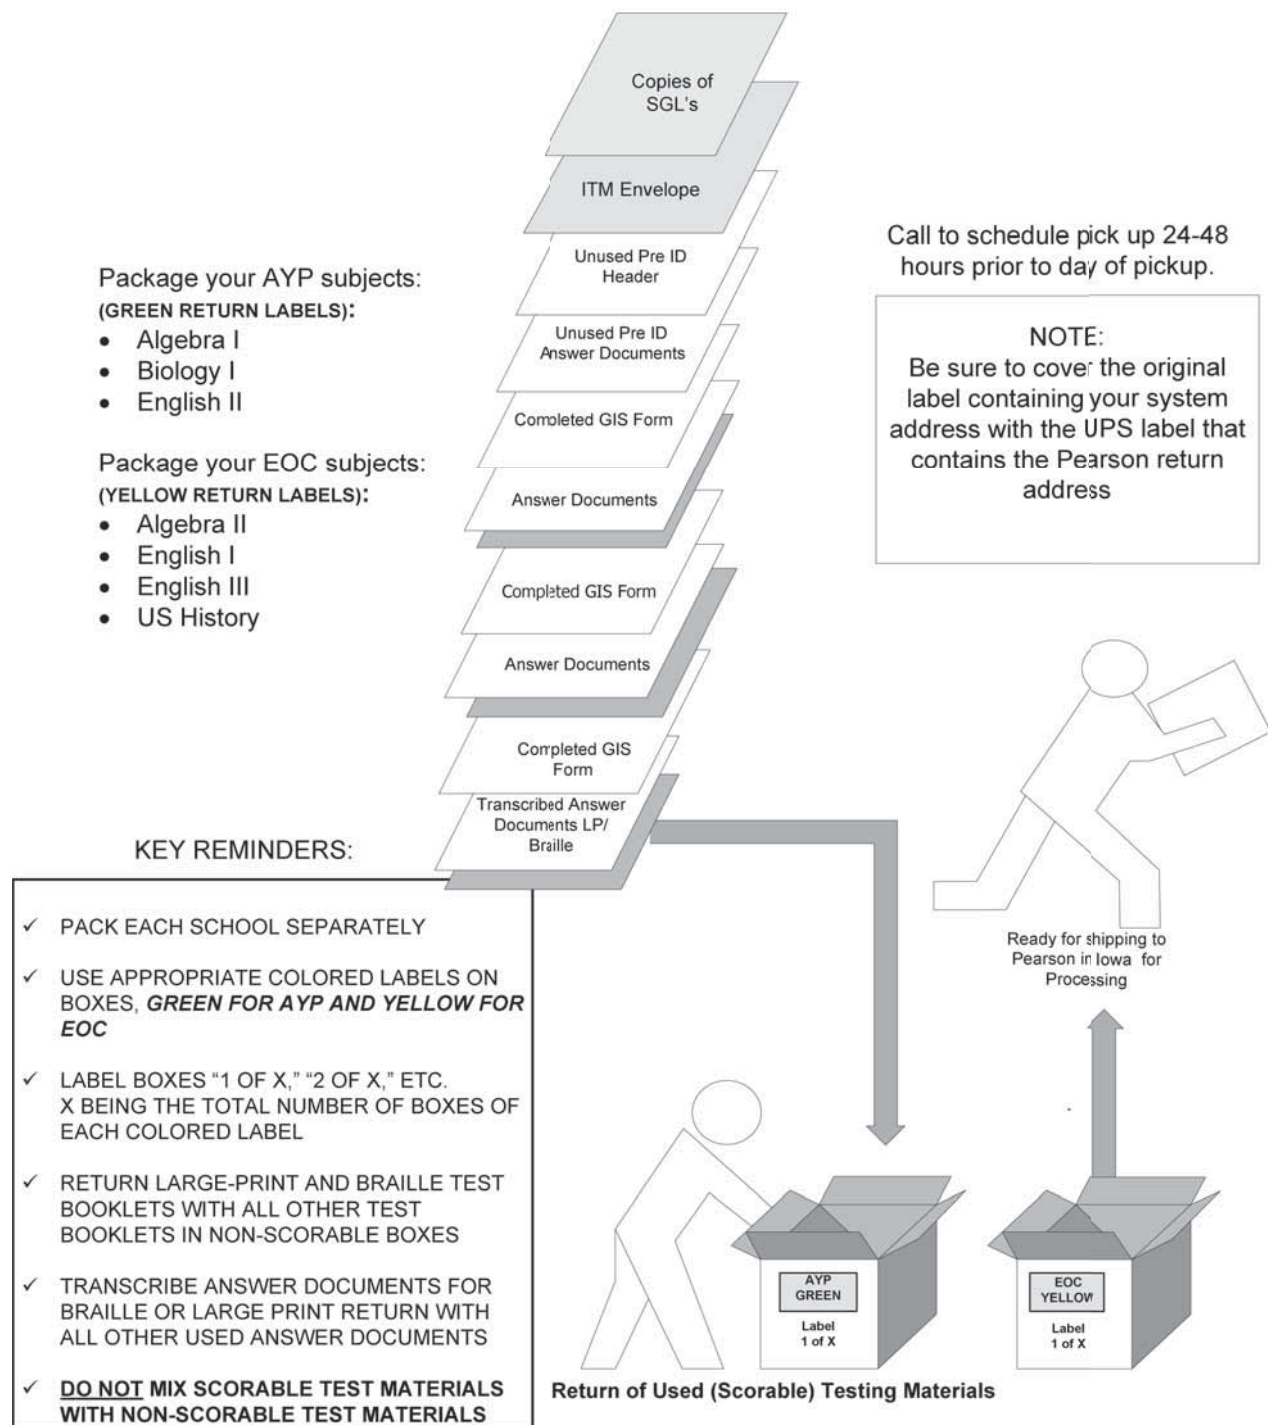 Copies of
SGL's
ITM Envelope
Unused Pre ID
Header
Unused Pre ID
Answer Documents
Completed GIS Form
Answer Documents
Completed GIS Form
Answer Documents
Completed GIS
Form
Transcribed Answer
Documents LP/
Braille
Package your AYP subjects:
(GREEN RETURN LABELS):
• Algebra I
• Biology I
• English II
Package your EOC subjects:
(YELLOW RETURN LABELS):
• Algebra II
• English I
• English III
• US History
Call to schedule pick up 24-48
hours prior to day of pickup.
NOTE:
Be sure to cover the original
label containing your system
address with the UPS label that
contains the Pearson return
address
KEY REMINDERS:
✓ PACK EACH SCHOOL SEPARATELY
✓ USE APPROPRIATE COLORED LABELS ON
BOXES, GREEN FOR AYP AND YELLOW FOR
EOC
✓ LABEL BOXES “1 OF X,” “2 OF X,” ETC.
X BEING THE TOTAL NUMBER OF BOXES OF
EACH COLORED LABEL
✓ RETURN LARGE-PRINT AND BRAILLE TEST
BOOKLETS WITH ALL OTHER TEST
BOOKLETS IN NON-SCORABLE BOXES
✓ TRANSCRIBE ANSWER DOCUMENTS FOR
BRAILLE OR LARGE PRINT RETURN WITH
ALL OTHER USED ANSWER DOCUMENTS
✓ DO NOT MIX SCORABLE TEST MATERIALS
WITH NON-SCORABLE TEST MATERIALS
Ready for shipping to
Pearson in Iowa for
Processing
AYP
GREEN
Label
1 of X
EOC
YELLOW
Label
1 of X
Return of Used (Scorable) Testing Materials